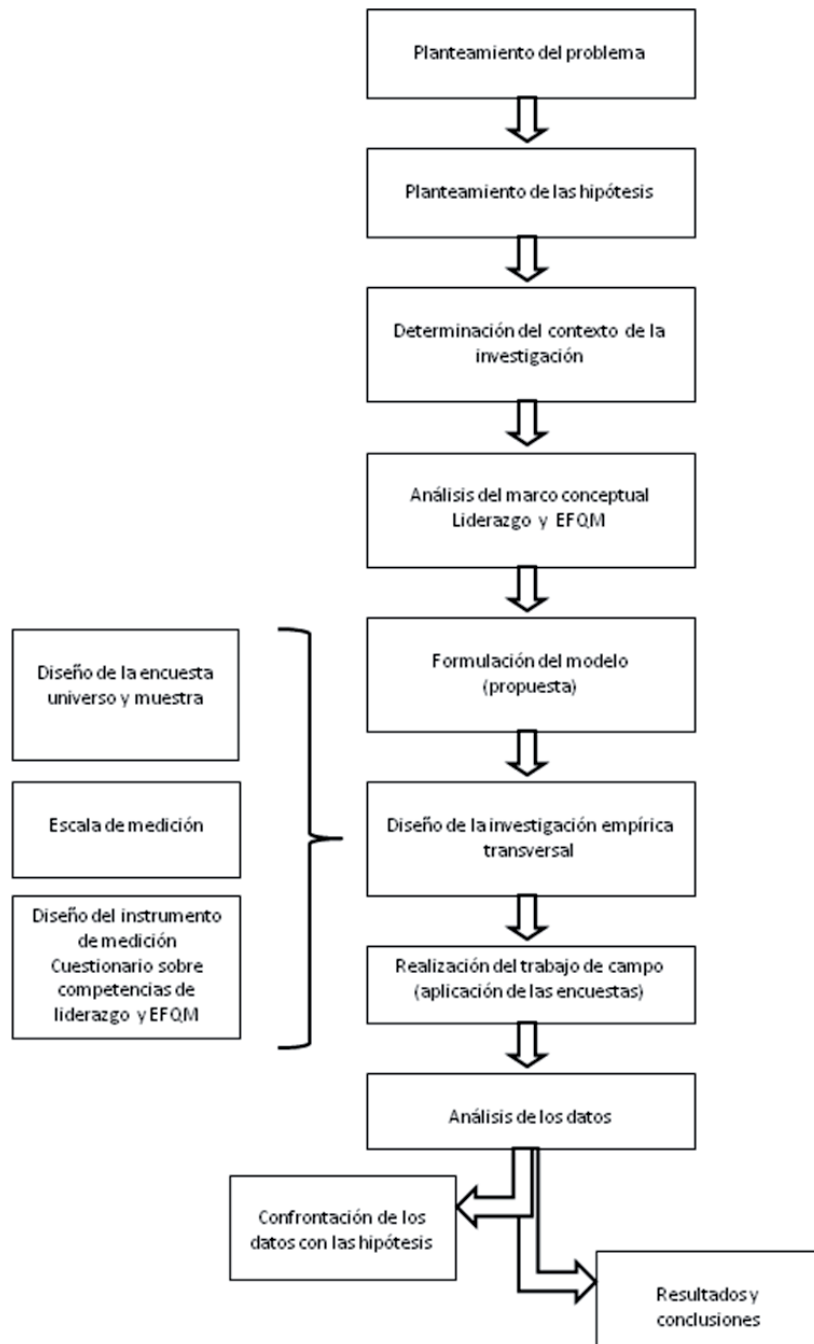 Planteamiento del problema
Planteamiento de las hipótesis
Determinación del contexto de la
investigación
Análisis del marco conceptual
Liderazgo y EFQM
Formulación del modelo
(propuesta)
Diseño de la encuesta
universo y muestra
Escala de medición
Diseño del instrumento
de medición
Cuestionario sobre
competencias de
liderazgo y EFQM
Diseño de la investigación empírica
transversal
Realización del trabajo de campo
(aplicación de las encuestas)
Análisis de los datos
Confrontación de los
datos con las hipótesis
Resultados y
conclusiones